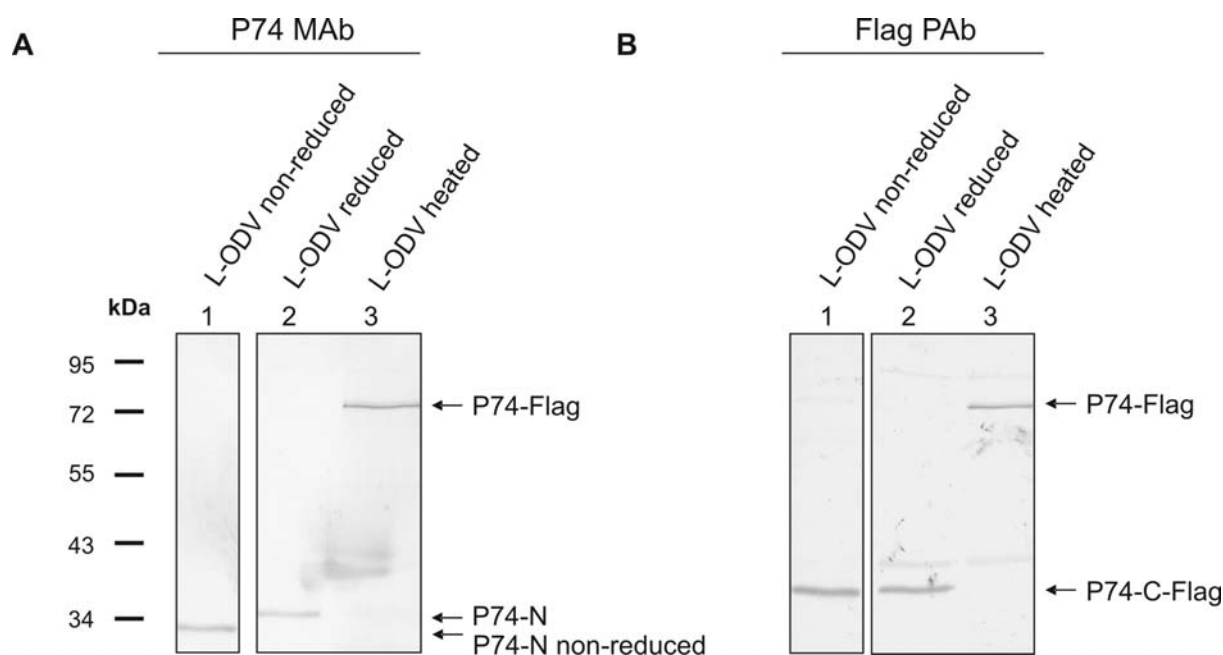 A
P74 MAb
L-ODV non-reduced
L-ODV reduced
L-ODV heated
kDa
1
2
3
95
72
55
43
34
P74-Flag
P74-N
P74-N non-reduced
B
Flag PAb
L-ODV non-reduced
L-ODV reduced
L-ODV heated
1
2
3
P74-Flag
P74-C-Flag